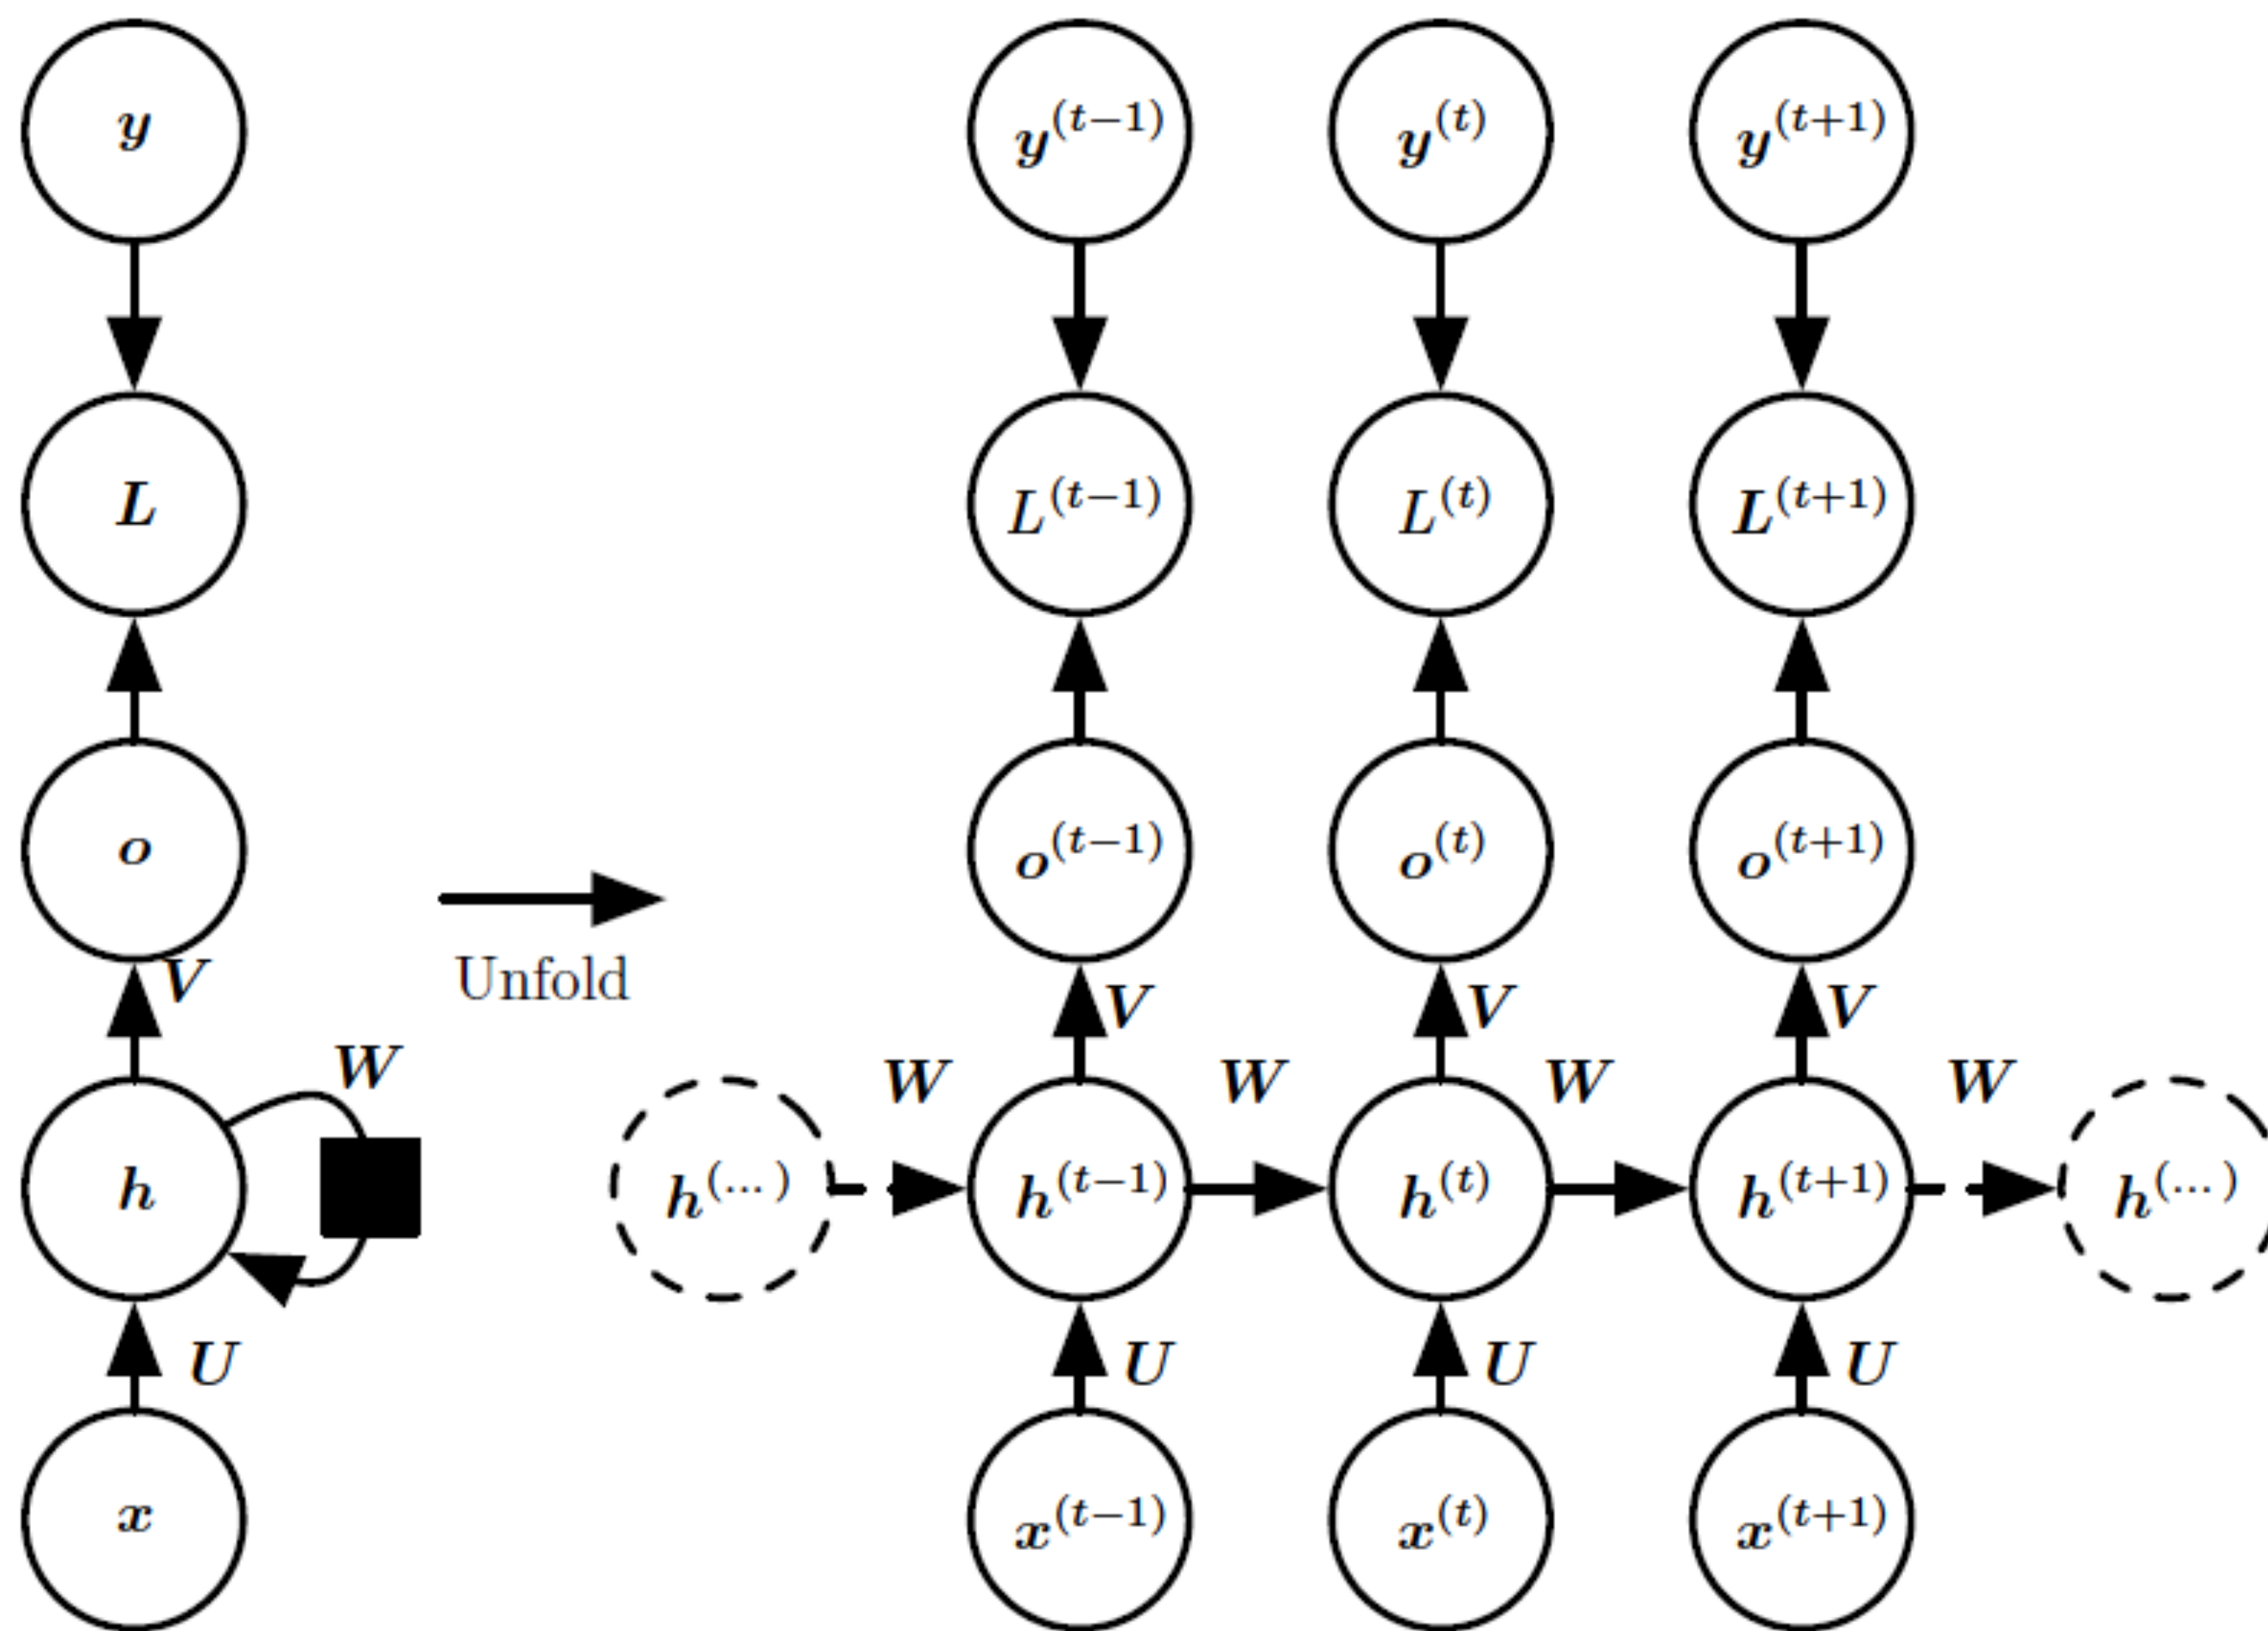 y y^(t−1) y^(t) y^(t+1)
L L^(t−1) L^(t) L^(t+1)
o o^(t−1) o^(t) o^(t+1)
Unfold
V V V V
W W W W W
h h^(...) h^(t−1) h^(t) h^(t+1) h^(...)
U U U U
x x^(t−1) x^(t) x^(t+1)